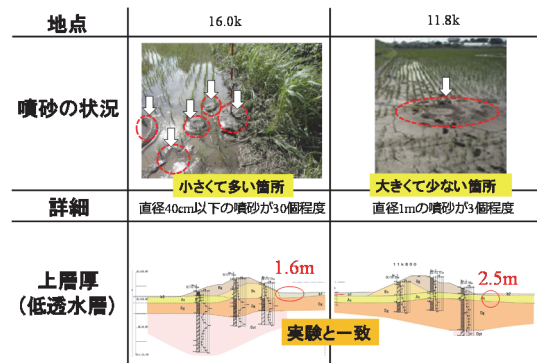 地点
16.0k
11.8k
噴砂の状況
小さくて多い箇所
大きくて少ない箇所
詳細
直径40cm以下の噴砂が30個程度
直径1mの噴砂が3個程度
上層厚
(低透水層)
1.6m
2.5m
実験と一致